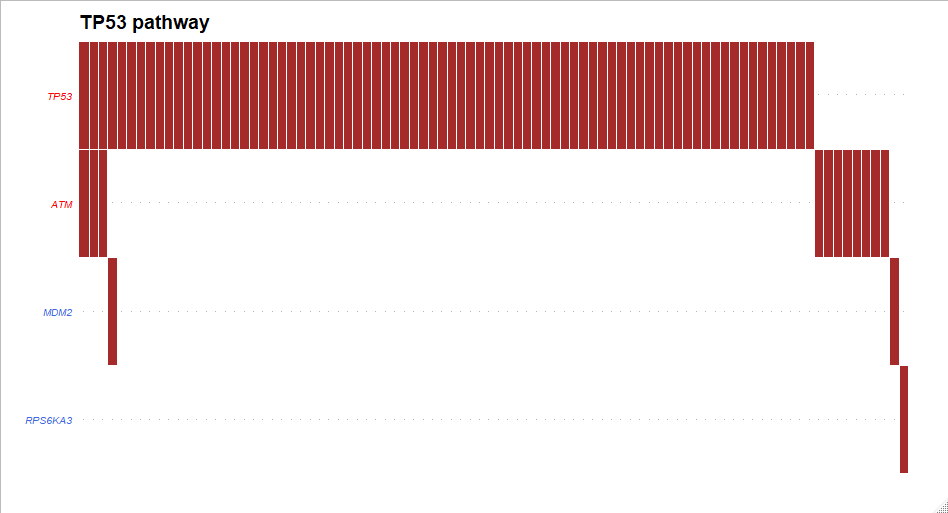 TP53 pathway
TP53
ATM
MDM2
RPS6KA3